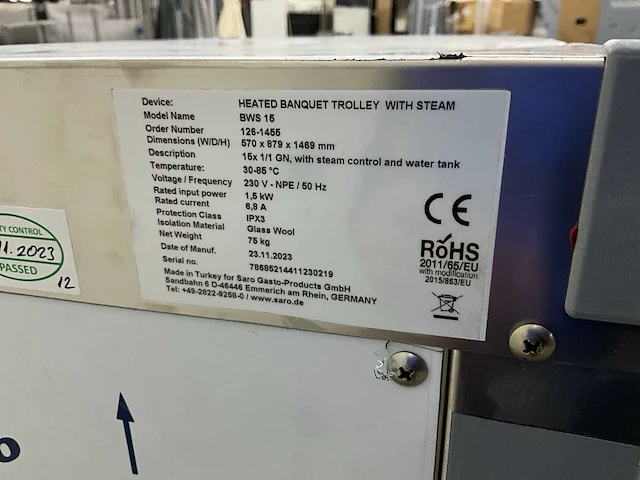 Device: HEATED BANQUET TROLLEY WITH STEAM
Model Name BWS 15
Order Number 126-1455
Dimensions (W/D/H) 570 x 879 x 1469 mm
Description 15x 1/1 GN, with steam control and water tank
Temperature: 30-85 °C
Voltage / Frequency 230 V - NPE / 50 Hz
Rated input power 1,5 kW
Rated current 6,8 A
Protection Class IPX3
Isolation Material Glass Wool
Net Weight 75 kg
Date of Manuf. 23.11.2023
Serial no. 78685214411230219
Made in Turkey for Saro Gasto-Products GmbH
Sandbahn 6 D-46446 Emmerich am Rhein, GERMANY
Tel: +49-2822-9258-0 / www.saro.de
CE
RoHS
2011/65/EU
with modification
2015/863/EU
CONTROL
11.2023
PASSED
12
o